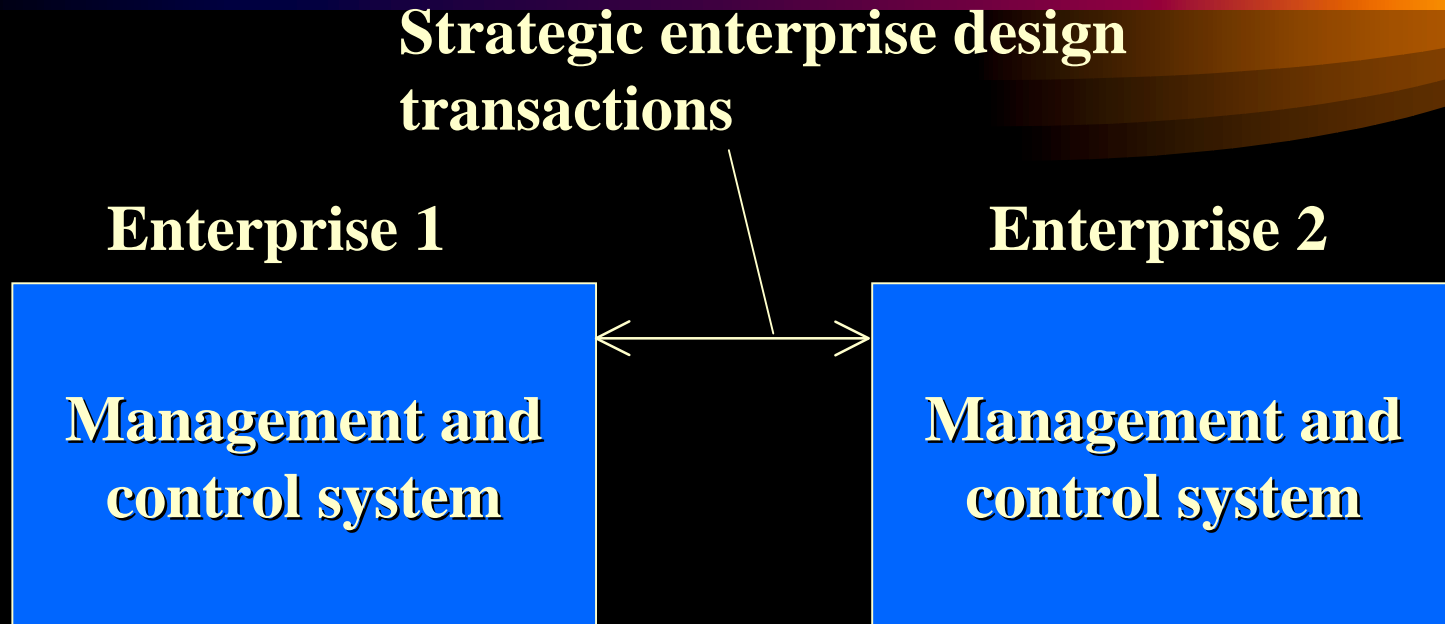 Strategic enterprise design
transactions
Enterprise 1
Enterprise 2
Management and
control system
Management and
control system